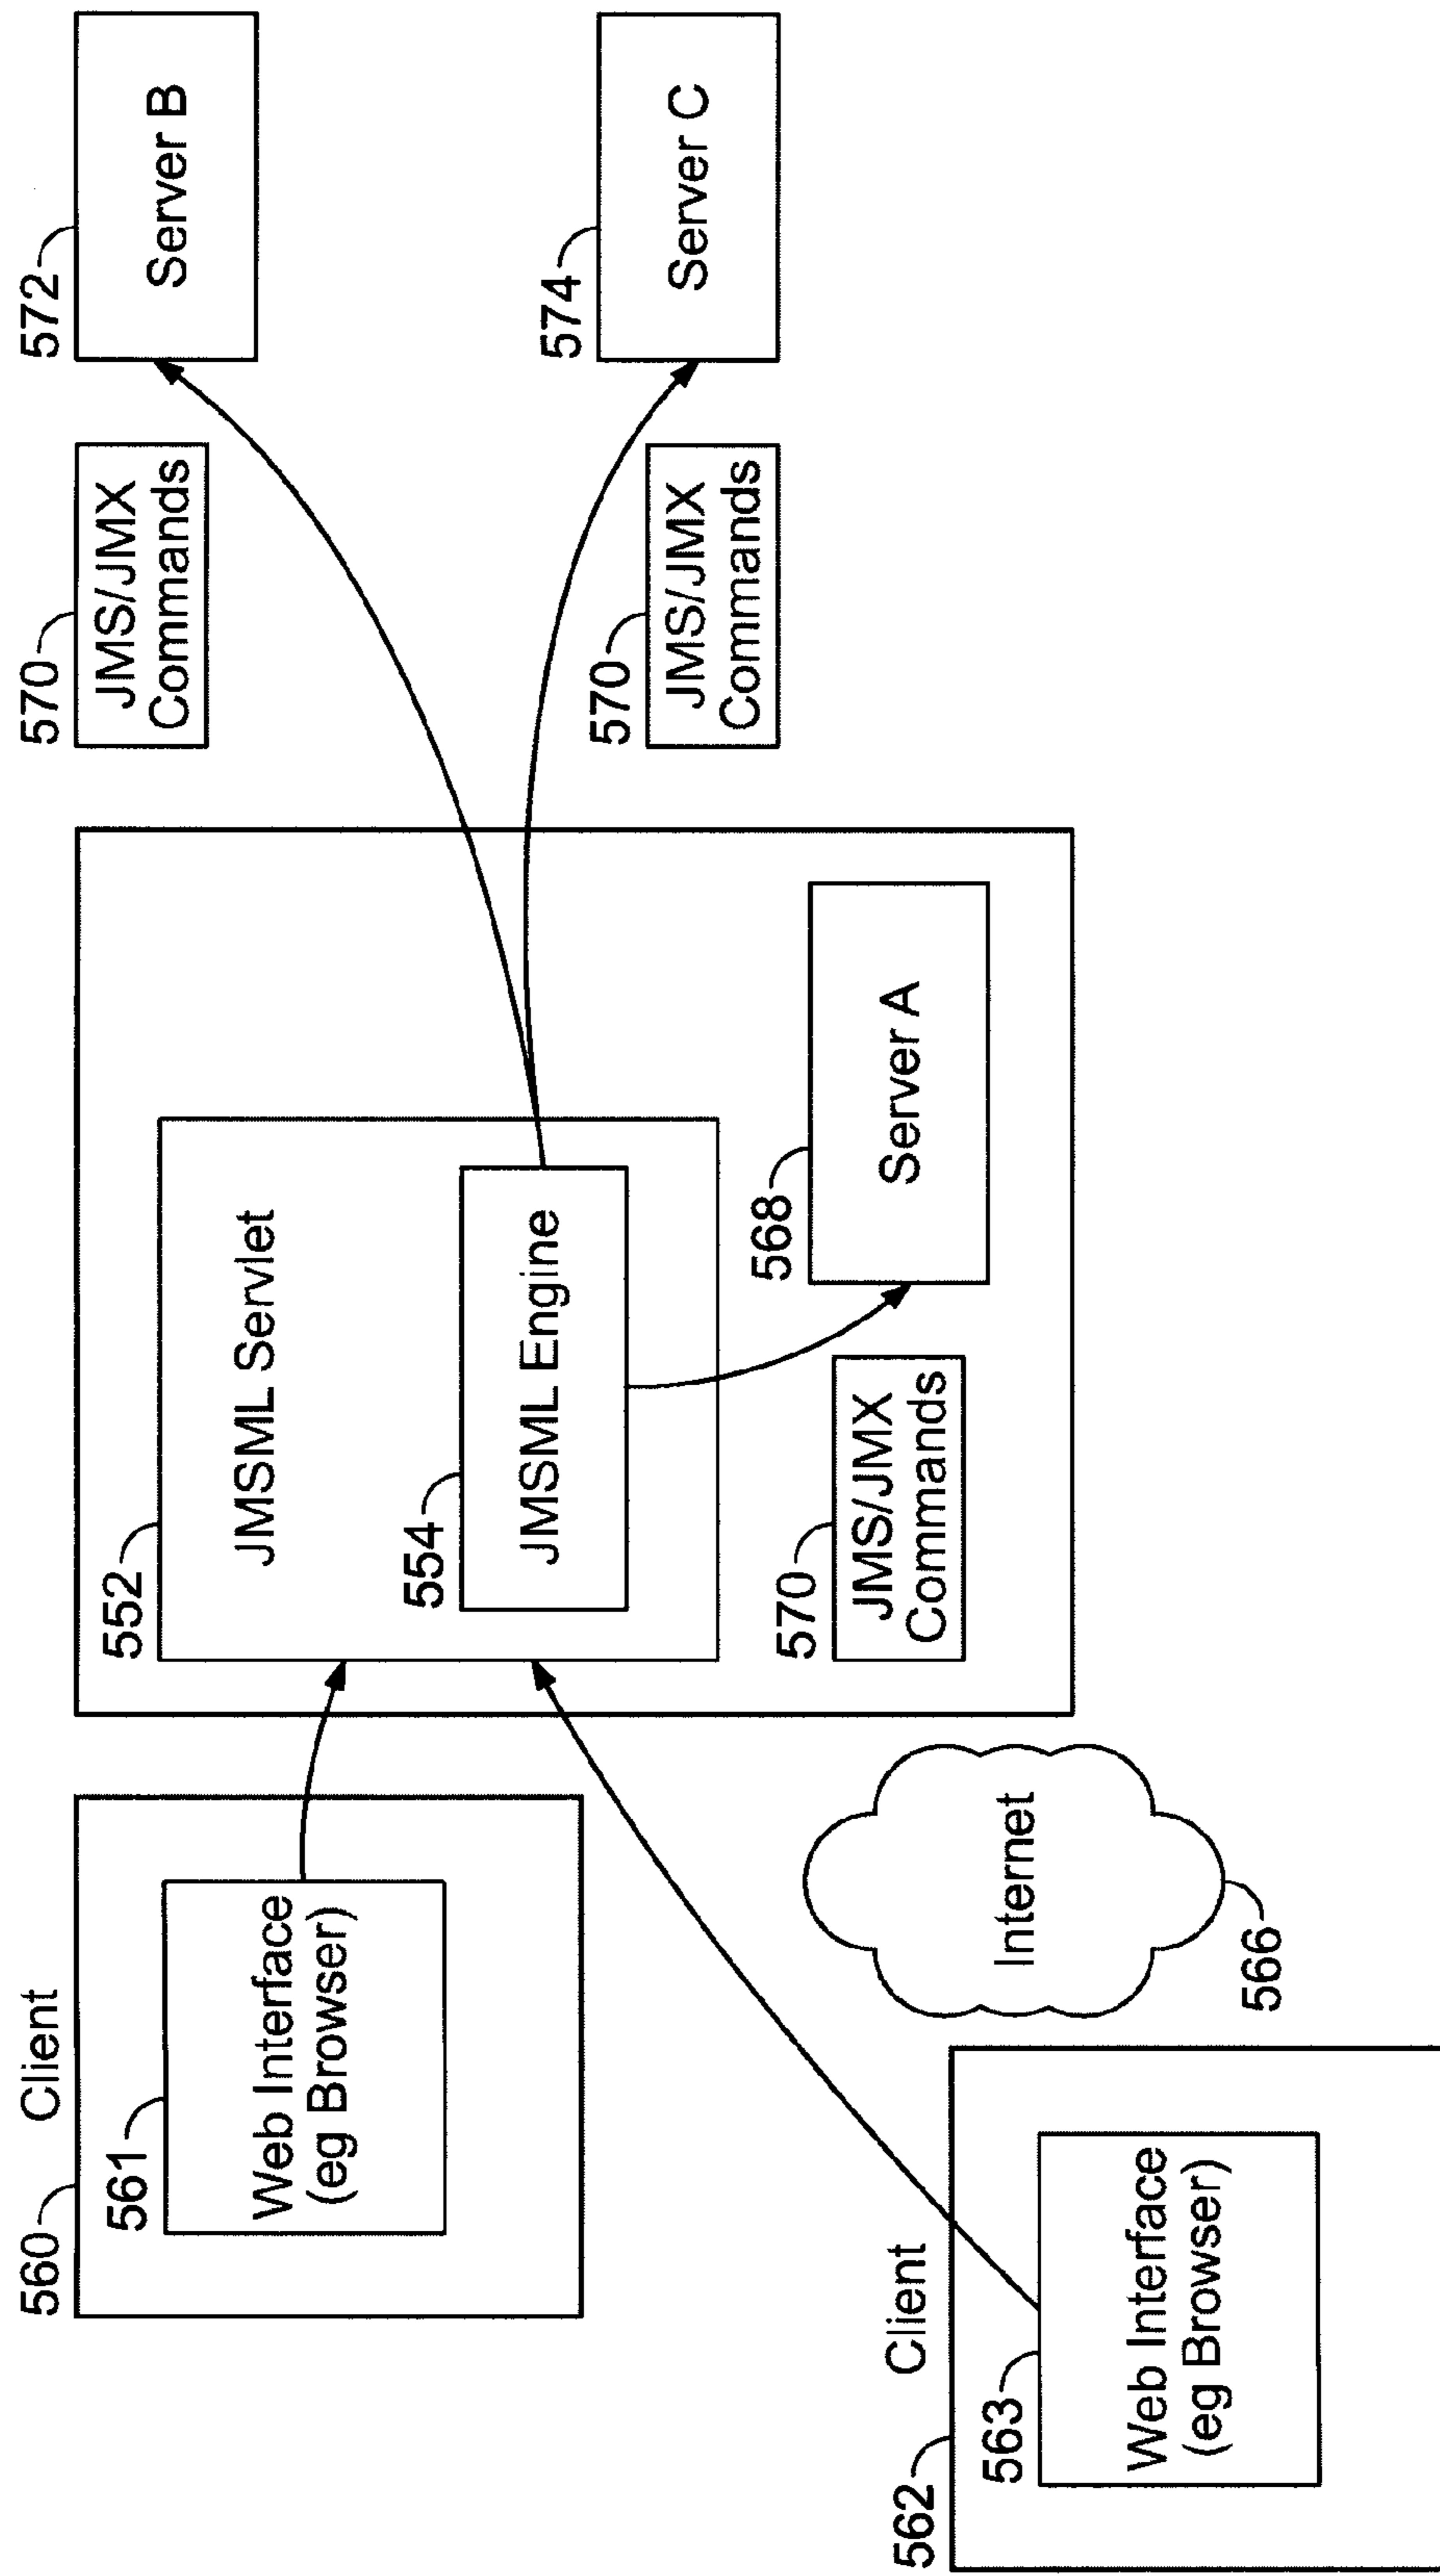 560
Client
561
Web Interface
(eg Browser)
562
Client
563
Web Interface
(eg Browser)
Internet
566
552
JMSML Servlet
554
JMSML Engine
570
JMS/JMX
Commands
568
Server A
570
JMS/JMX
Commands
572
Server B
570
JMS/JMX
Commands
574
Server C